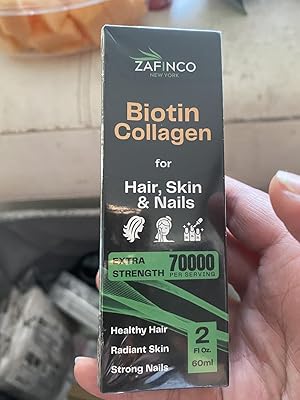 ZAFINCO
NEW YORK
Biotin
Collagen
for
Hair, Skin
& Nails
EXTRA
STRENGTH
70000
PER SERVING
Healthy Hair
Radiant Skin
Strong Nails
2
Fl Oz.
60ml